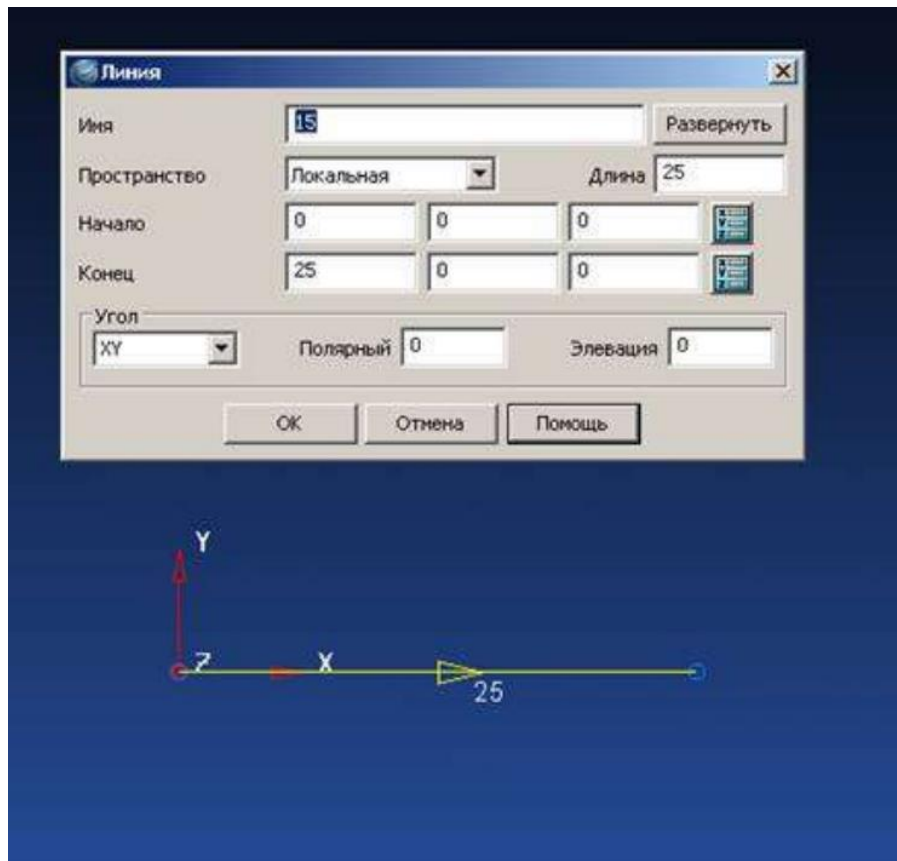 Линия
Имя 15 Развернуть
Пространство Локальная Длина 25
Начало 0 0 0
Конец 25 0 0
Угол
XY Полярный 0 Элевация 0
OK Отмена Помощь
Y
Z X
25